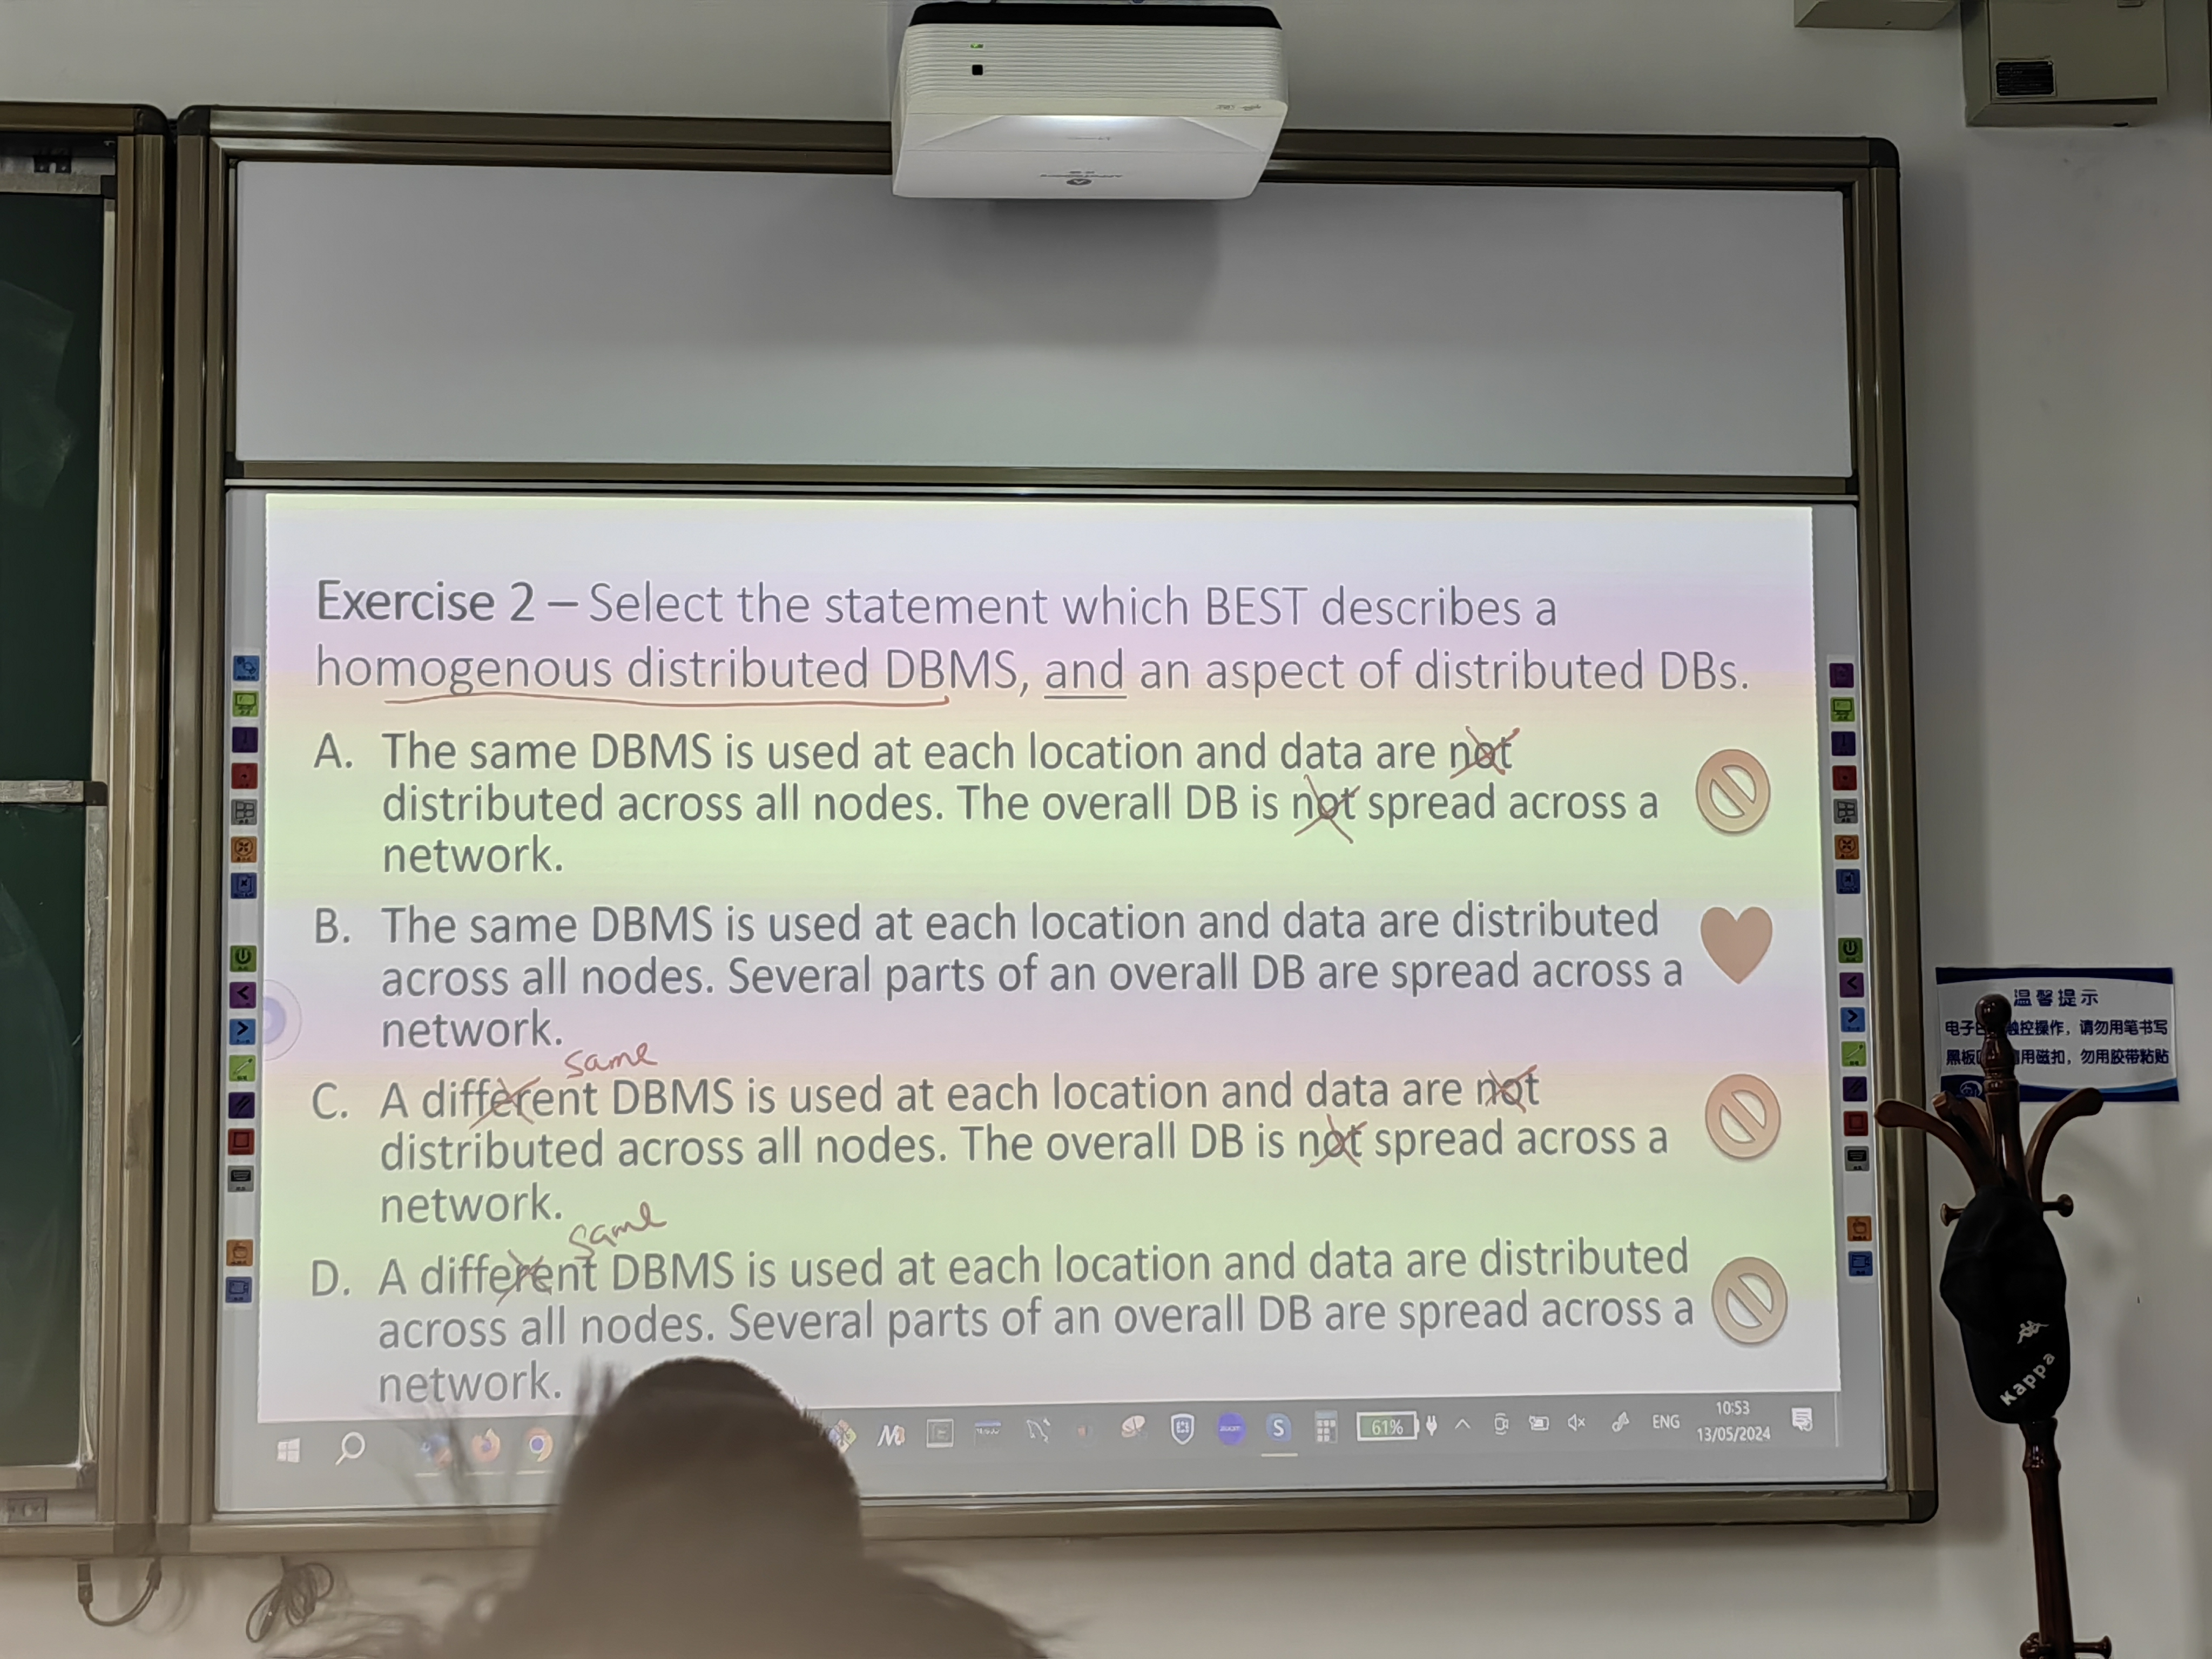 Exercise 2 – Select the statement which BEST describes a
homogenous distributed DBMS, and an aspect of distributed DBs.
A. The same DBMS is used at each location and data are not
distributed across all nodes. The overall DB is not spread across a
network.
B. The same DBMS is used at each location and data are distributed
across all nodes. Several parts of an overall DB are spread across a
network.
same
C. A different DBMS is used at each location and data are not
distributed across all nodes. The overall DB is not spread across a
network.
same
D. A different DBMS is used at each location and data are distributed
across all nodes. Several parts of an overall DB are spread across a
network.
61%
ENG
10:53
13/05/2024
温馨提示
电子 触控操作，请勿用笔书写
黑板 用磁扣，勿用胶带粘贴
Kappa